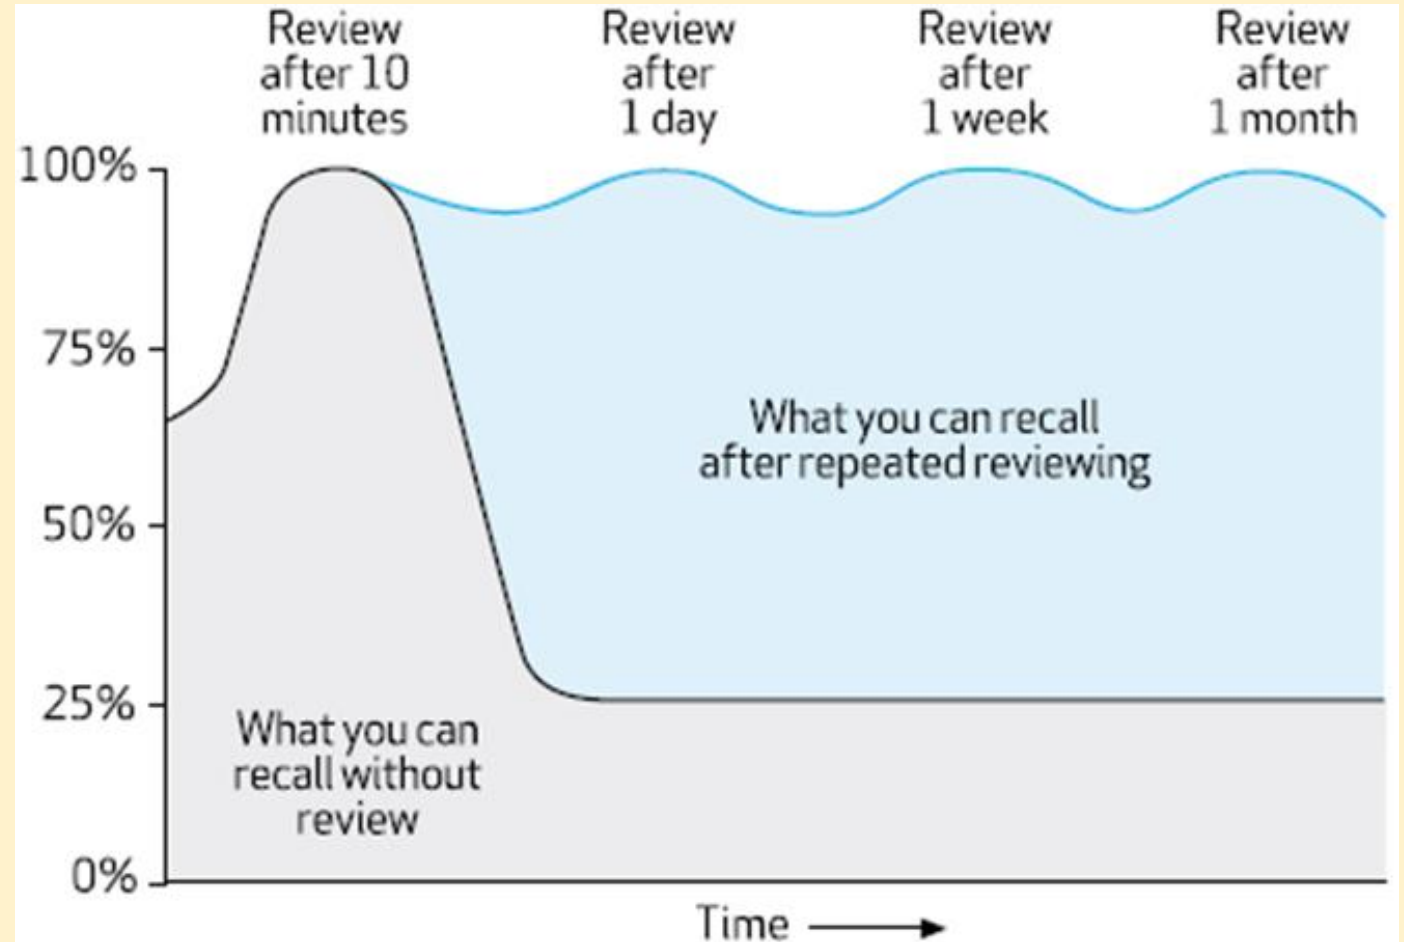 Review
after 10
minutes
Review
after
1 day
Review
after
1 week
Review
after
1 month
100%
75%
50%
25%
0%
What you can recall
after repeated reviewing
What you can
recall without
review
Time